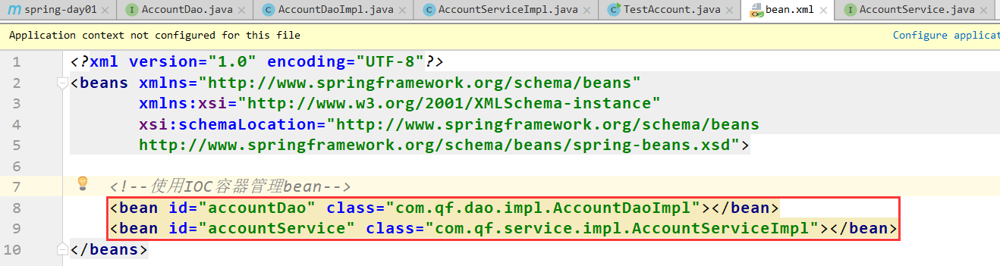 spring-day01 AccountDao.java AccountDaoImpl.java AccountServiceImpl.java TestAccount.java bean.xml AccountService.java
Application context not configured for this file Configure applicat
1 <?xml version="1.0" encoding="UTF-8"?>
2 <beans xmlns="http://www.springframework.org/schema/beans"
3 xmlns:xsi="http://www.w3.org/2001/XMLSchema-instance"
4 xsi:schemaLocation="http://www.springframework.org/schema/beans
5 http://www.springframework.org/schema/beans/spring-beans.xsd">
6
7 <!--使用IOC容器管理bean-->
8 <bean id="accountDao" class="com.qf.dao.impl.AccountDaoImpl"></bean>
9 <bean id="accountService" class="com.qf.service.impl.AccountServiceImpl"></bean>
10 </beans>